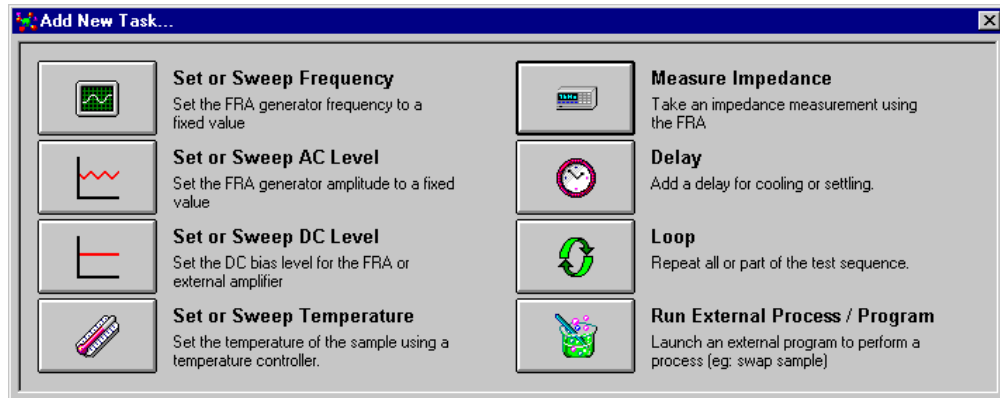 Add New Task...
Set or Sweep Frequency
Set the FRA generator frequency to a
fixed value
Set or Sweep AC Level
Set the FRA generator amplitude to a fixed
value
Set or Sweep DC Level
Set the DC bias level for the FRA or
external amplifier
Set or Sweep Temperature
Set the temperature of the sample using a
temperature controller.
Measure Impedance
Take an impedance measurement using
the FRA
Delay
Add a delay for cooling or settling.
Loop
Repeat all or part of the test sequence.
Run External Process / Program
Launch an external program to perform a
process (eg: swap sample)